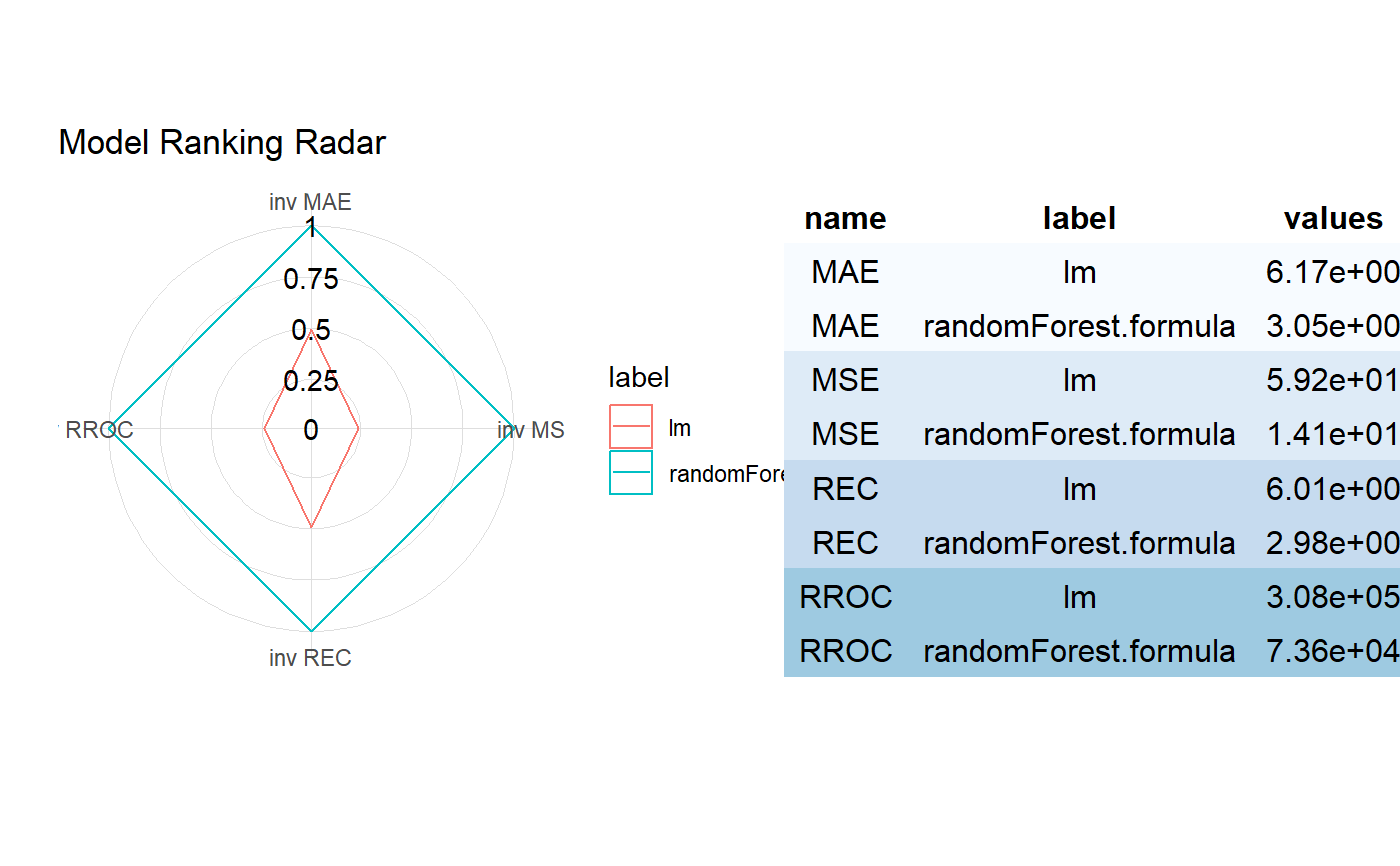 Model Ranking Radar
inv MAE
1
0.75
0.5
0.25
0
RROC
inv MS
inv REC
label
lm
randomFore
name label values
MAE lm 6.17e+00
MAE randomForest.formula 3.05e+00
MSE lm 5.92e+01
MSE randomForest.formula 1.41e+01
REC lm 6.01e+00
REC randomForest.formula 2.98e+00
RROC lm 3.08e+05
RROC randomForest.formula 7.36e+04